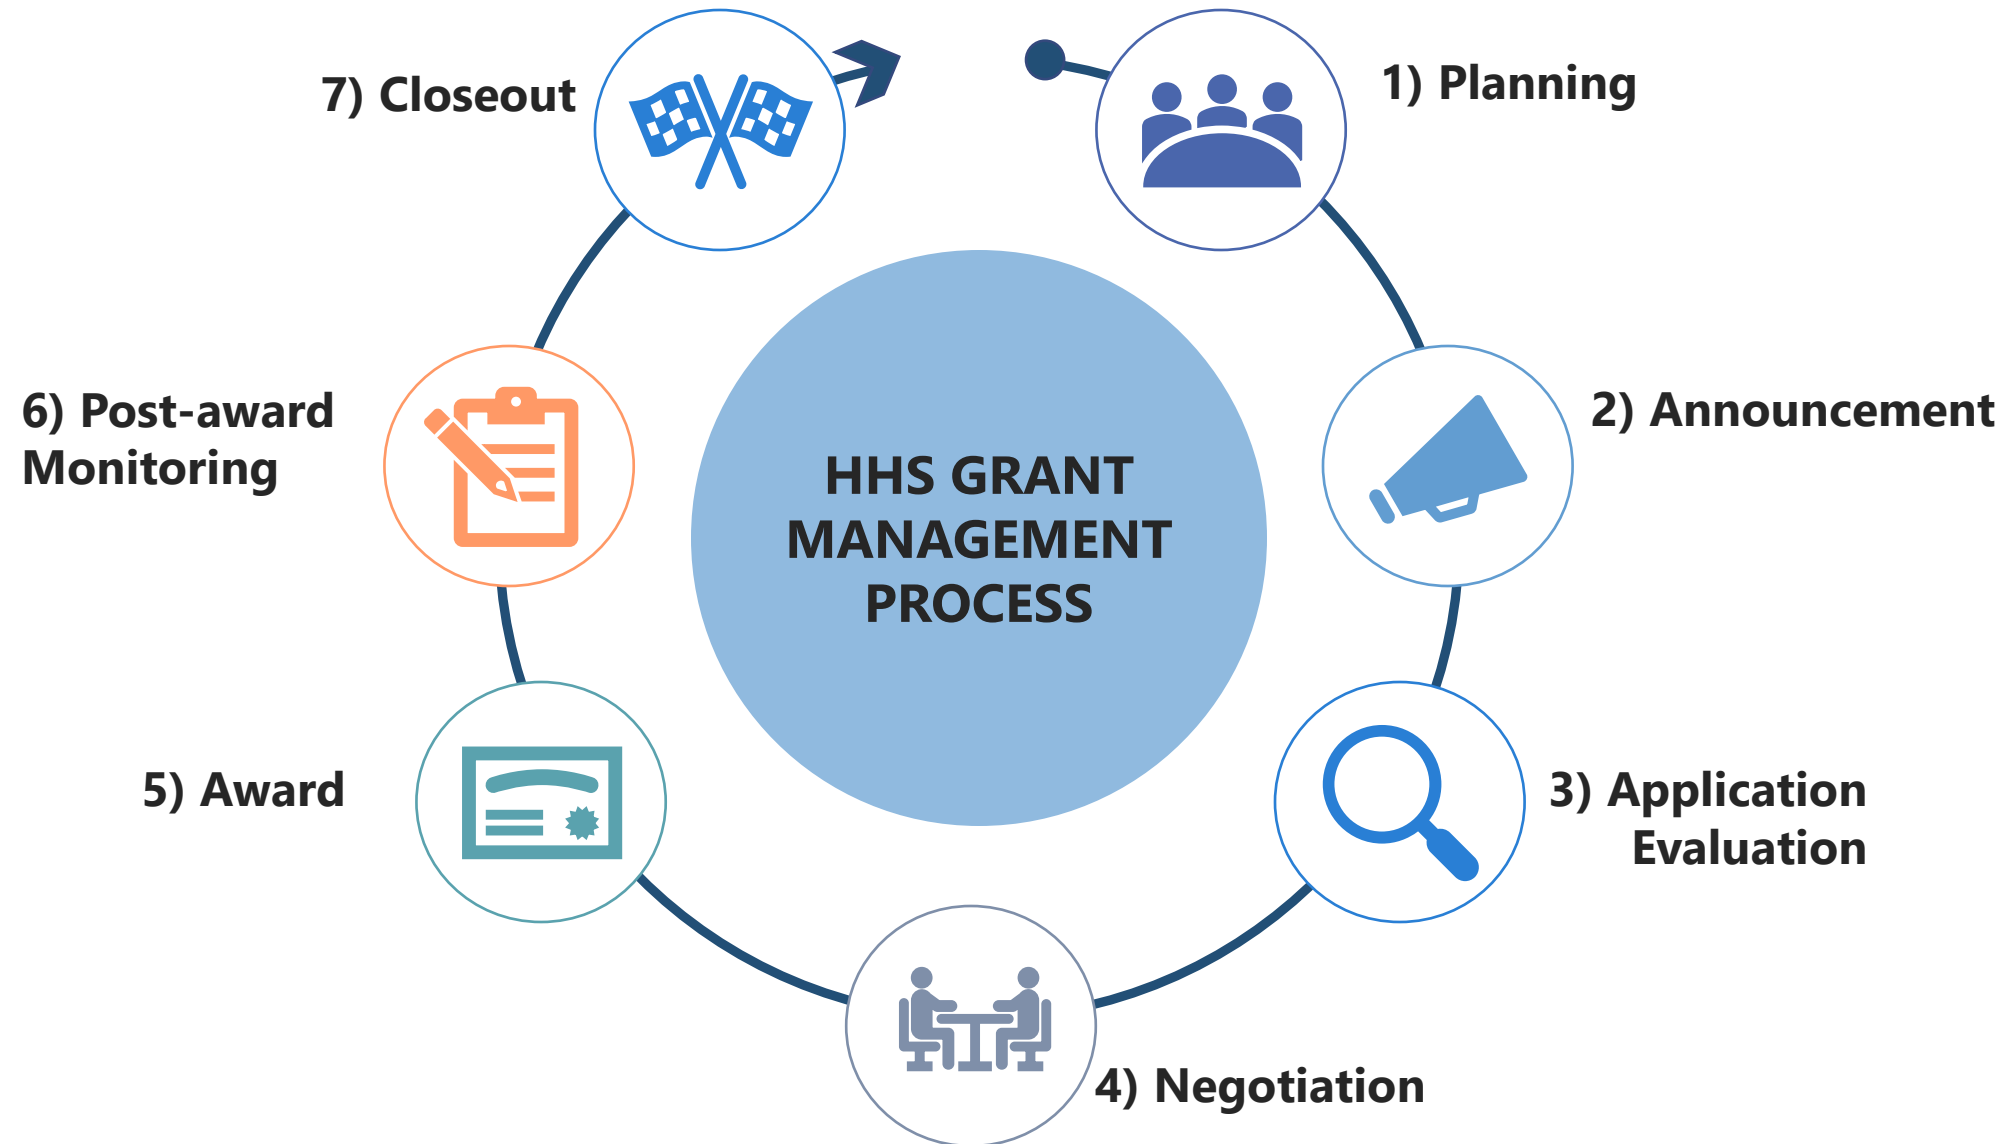 HHS GRANT
MANAGEMENT
PROCESS
1) Planning
2) Announcement
3) Application
Evaluation
4) Negotiation
5) Award
6) Post-award
Monitoring
7) Closeout